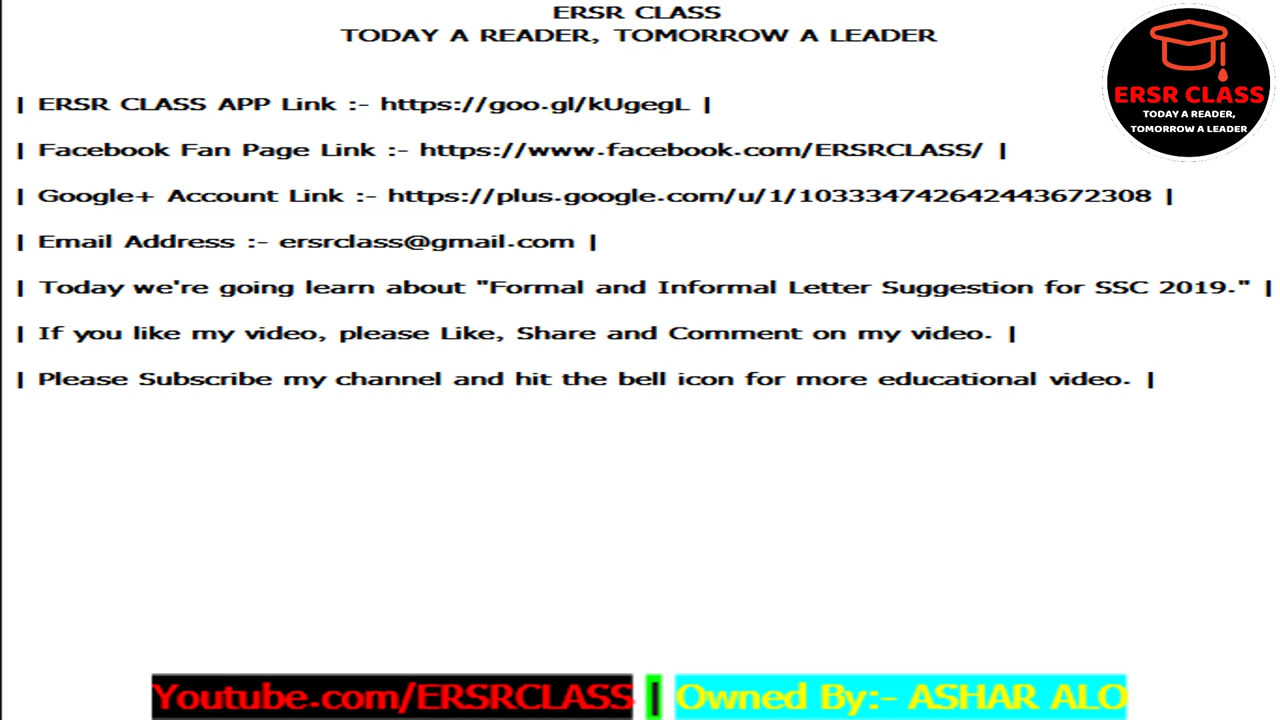 ERSR CLASS
TODAY A READER, TOMORROW A LEADER
ERSR CLASS
TODAY A READER,
TOMORROW A LEADER
| ERSR CLASS APP Link :- https://goo.gl/kUgegL |
| Facebook Fan Page Link :- https://www.facebook.com/ERSRCLASS/ |
| Google+ Account Link :- https://plus.google.com/u/1/103334742642443672308 |
| Email Address :- ersrclass@gmail.com |
| Today we're going learn about "Formal and Informal Letter Suggestion for SSC 2019." |
| If you like my video, please Like, Share and Comment on my video. |
| Please Subscribe my channel and hit the bell icon for more educational video. |
Youtube.com/ERSRCLASS | Owned By:- ASHAR ALO